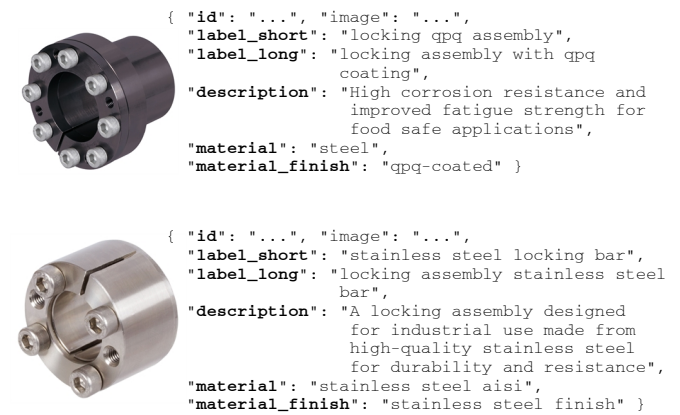 { "id": "...", "image": "...",
"label_short": "locking qpq assembly",
"label_long": "locking assembly with qpq
coating",
"description": "High corrosion resistance and
improved fatigue strength for
food safe applications",
"material": "steel",
"material_finish": "qpq-coated" }
{ "id": "...", "image": "...",
"label_short": "stainless steel locking bar",
"label_long": "locking assembly stainless steel
bar",
"description": "A locking assembly designed
for industrial use made from
high-quality stainless steel
for durability and resistance",
"material": "stainless steel aisi",
"material_finish": "stainless steel finish" }